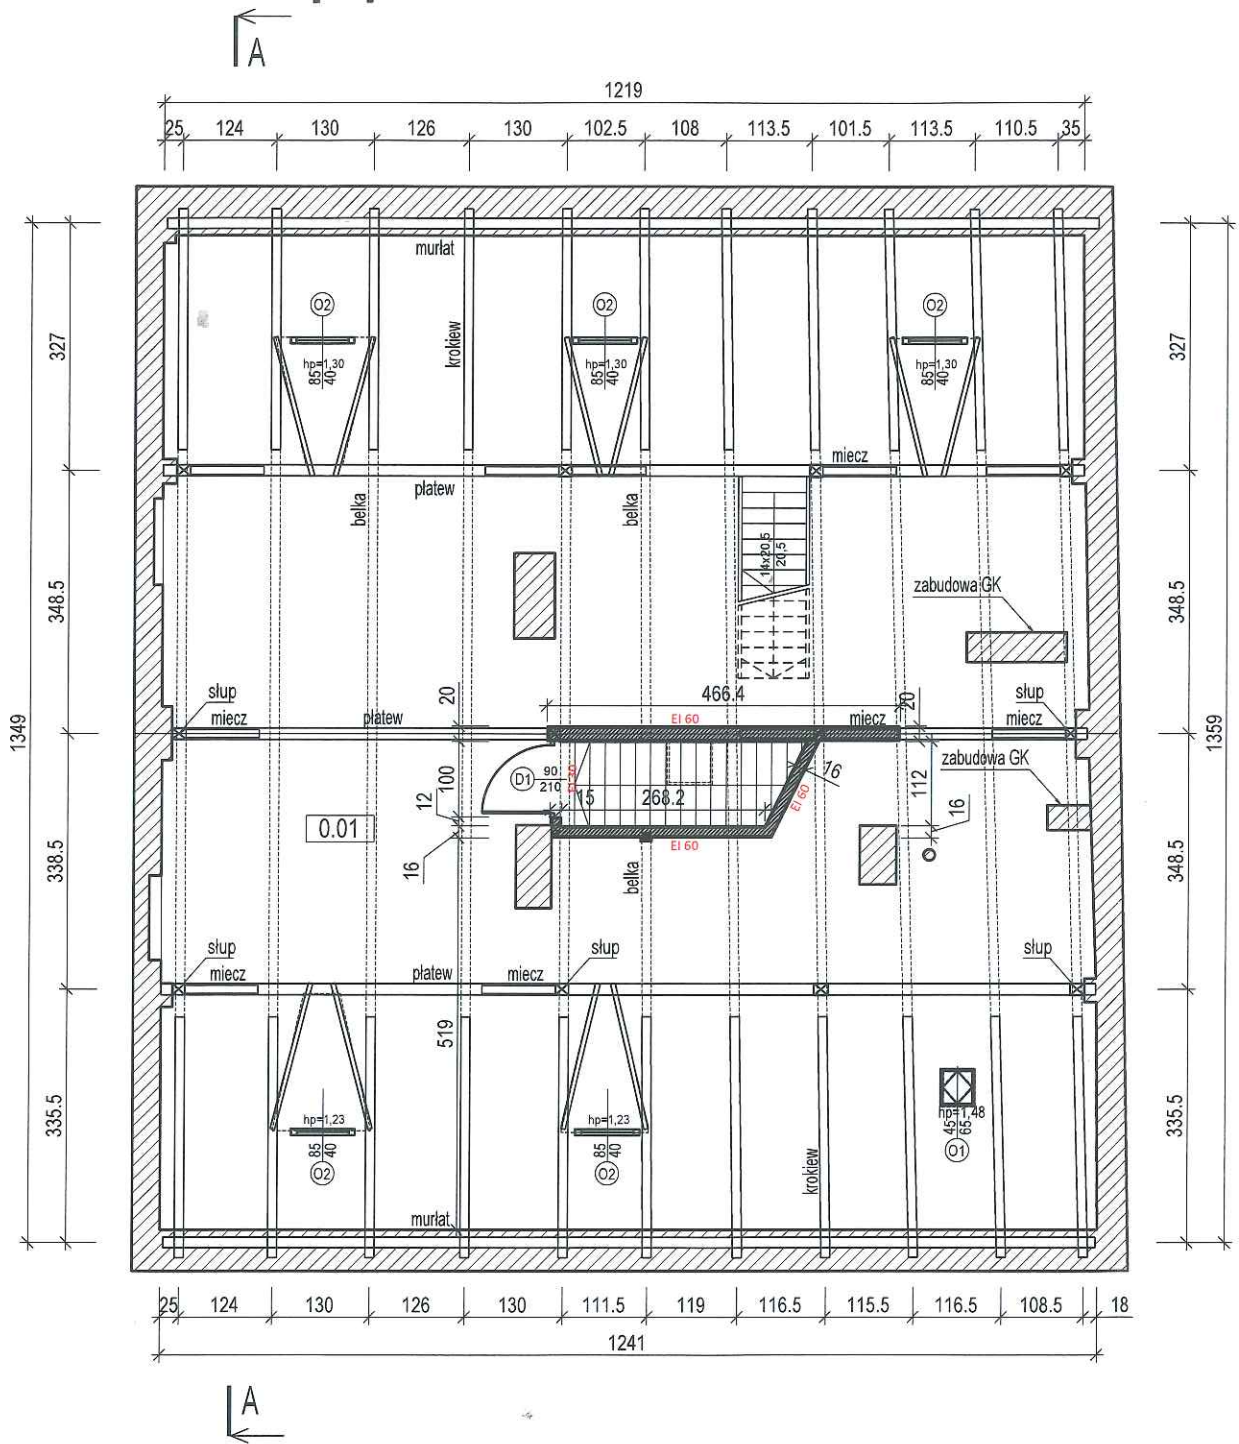 A
1219
25 124 130 126 130 102.5 108 113.5 101.5 113.5 110.5 35
murłat
krokiew
O2
hp=1,30
85
40
O2
hp=1,30
85
40
O2
hp=1,30
85
40
327
327
miecz
belka
płatew
belka
14x20,5
20,5
zabudowa GK
348.5
348.5
466.4
20
20
słup
miecz
płatew
EI 60
miecz
słup
miecz
1349
1359
zabudowa GK
100
D1
90
210
EI 30
15
268.2
EI 60
16
112
16
12
0.01
16
EI 60
belka
338.5
348.5
słup
miecz
płatew
miecz
słup
słup
519
335.5
335.5
hp=1,23
85
40
O2
hp=1,23
85
40
O2
hp=1,48
45
65
O1
krokiew
murłat
25 124 130 126 130 111.5 119 116.5 115.5 116.5 108.5 18
1241
A